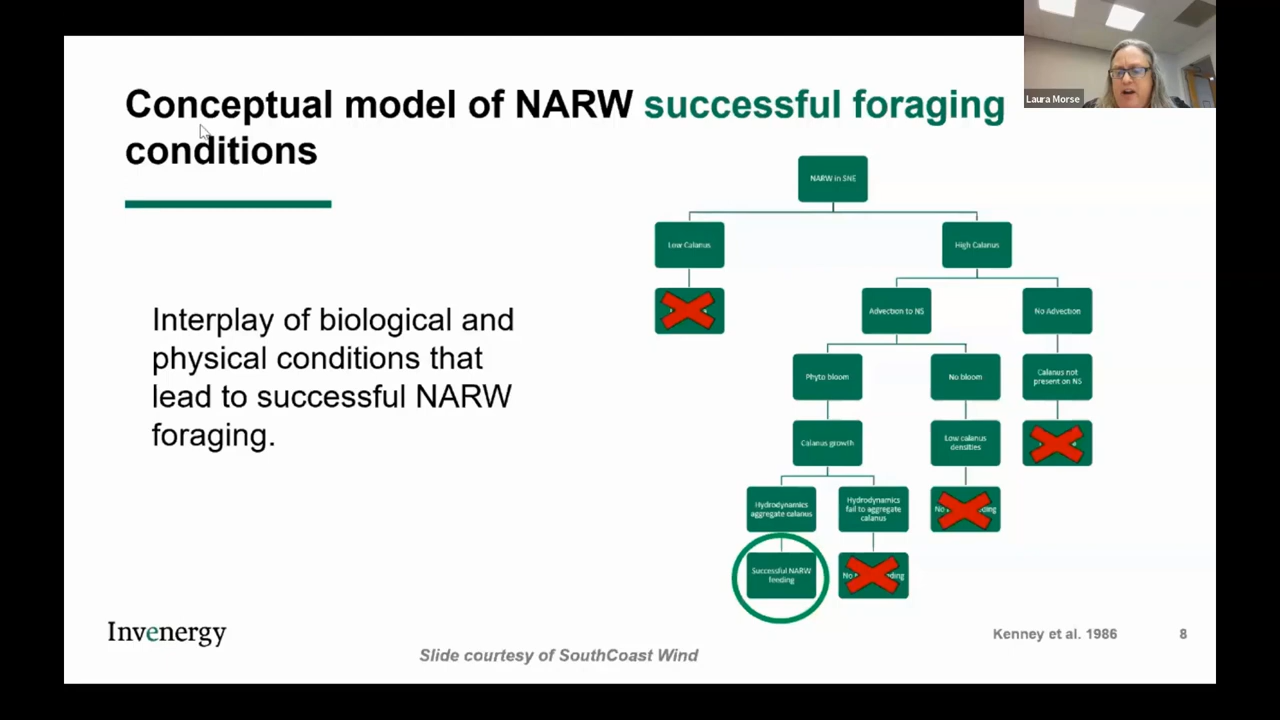 Laura Morse
Conceptual model of NARW successful foraging
conditions
NARW in SNE
Low Calanus
High Calanus
Advection to NS
No Advection
Phyto bloom
No bloom
Calanus not
present on NS
Calanus growth
Low calanus
densities
Hydrodynamics
aggregate calanus
Hydrodynamics
fail to aggregate
calanus
No
Successful NARW
feeding
No
Interplay of biological and
physical conditions that
lead to successful NARW
foraging.
Invenergy
Kenney et al. 1986
8
Slide courtesy of SouthCoast Wind